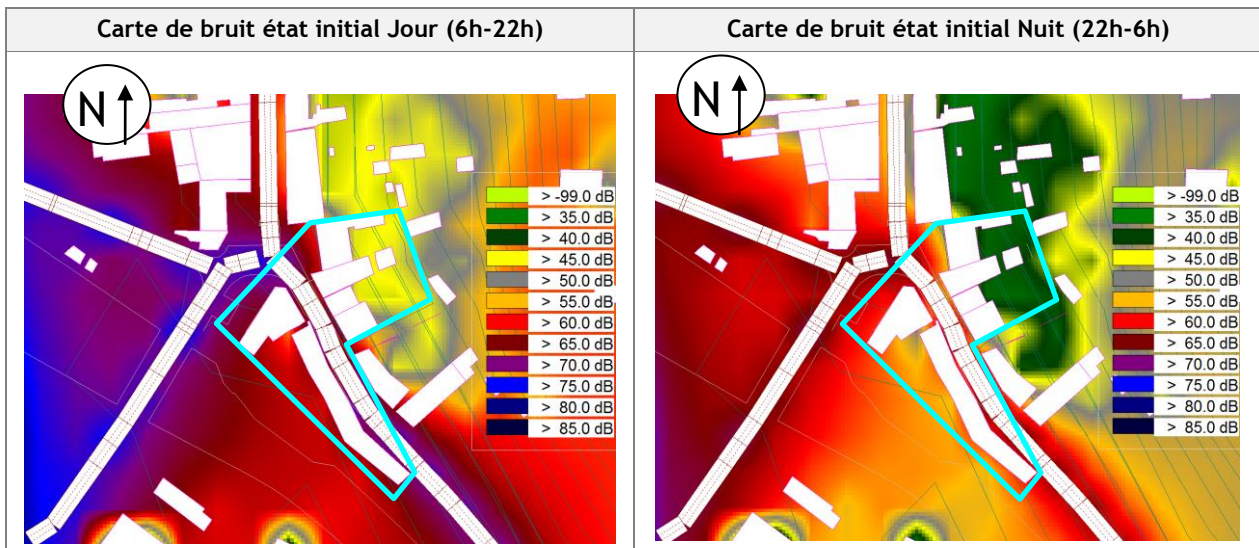 Carte de bruit état initial Jour (6h-22h)
Carte de bruit état initial Nuit (22h-6h)
N
> -99.0 dB
> 35.0 dB
> 40.0 dB
> 45.0 dB
> 50.0 dB
> 55.0 dB
> 60.0 dB
> 65.0 dB
> 70.0 dB
> 75.0 dB
> 80.0 dB
> 85.0 dB
N
> -99.0 dB
> 35.0 dB
> 40.0 dB
> 45.0 dB
> 50.0 dB
> 55.0 dB
> 60.0 dB
> 65.0 dB
> 70.0 dB
> 75.0 dB
> 80.0 dB
> 85.0 dB